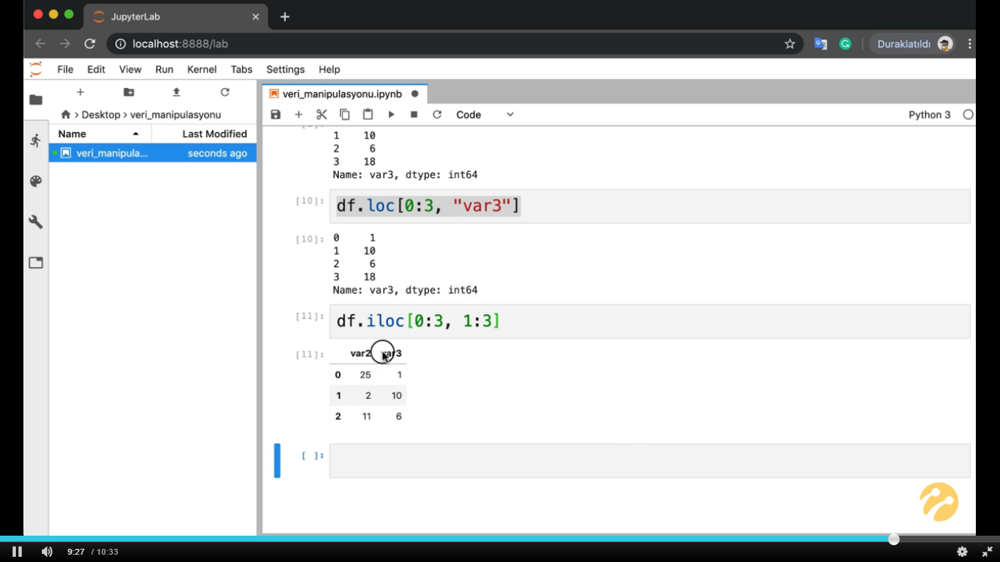 JupyterLab
localhost:8888/lab
Duraklatıldı
File Edit View Run Kernel Tabs Settings Help
veri_manipulasyonu.ipynb
> Desktop > veri_manipulasyonu
Code
Python 3
Name Last Modified
veri_manipula... seconds ago
1 10
2 6
3 18
Name: var3, dtype: int64
[10]: df.loc[0:3, "var3"]
[10]: 0 1
1 10
2 6
3 18
Name: var3, dtype: int64
[11]: df.iloc[0:3, 1:3]
[11]: var2 var3
0 25 1
1 2 10
2 11 6
[ ]:
9:27 / 10:33